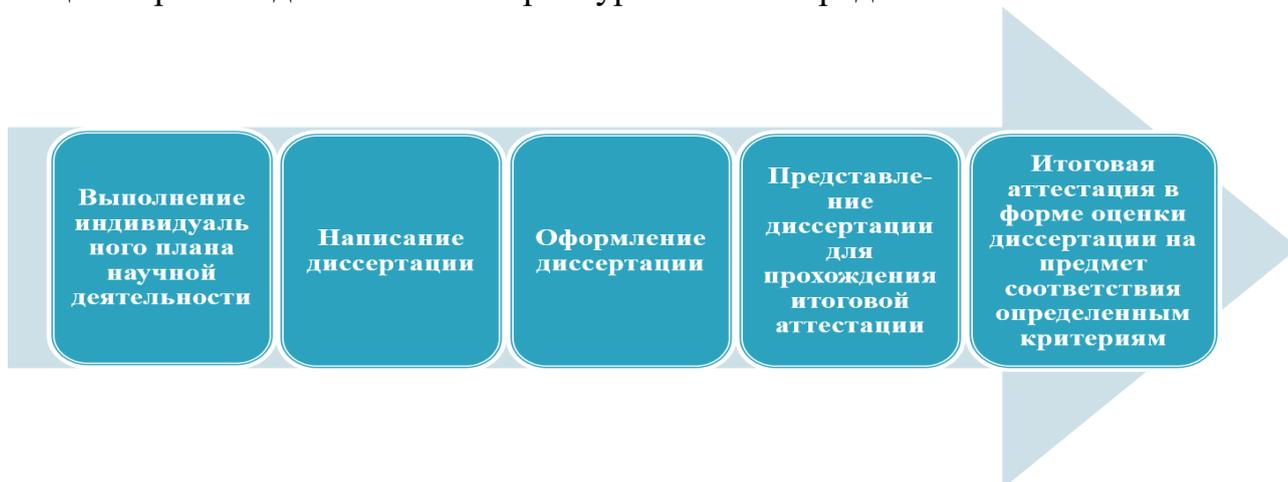 Выполнение
индивидуаль
ного плана
научной
деятельности
Написание
диссертации
Оформление
диссертации
Представле-
ние
диссертации
для
прохождения
итоговой
аттестации
Итоговая
аттестация в
форме оценки
диссертации на
предмет
соответствия
определенным
критериям